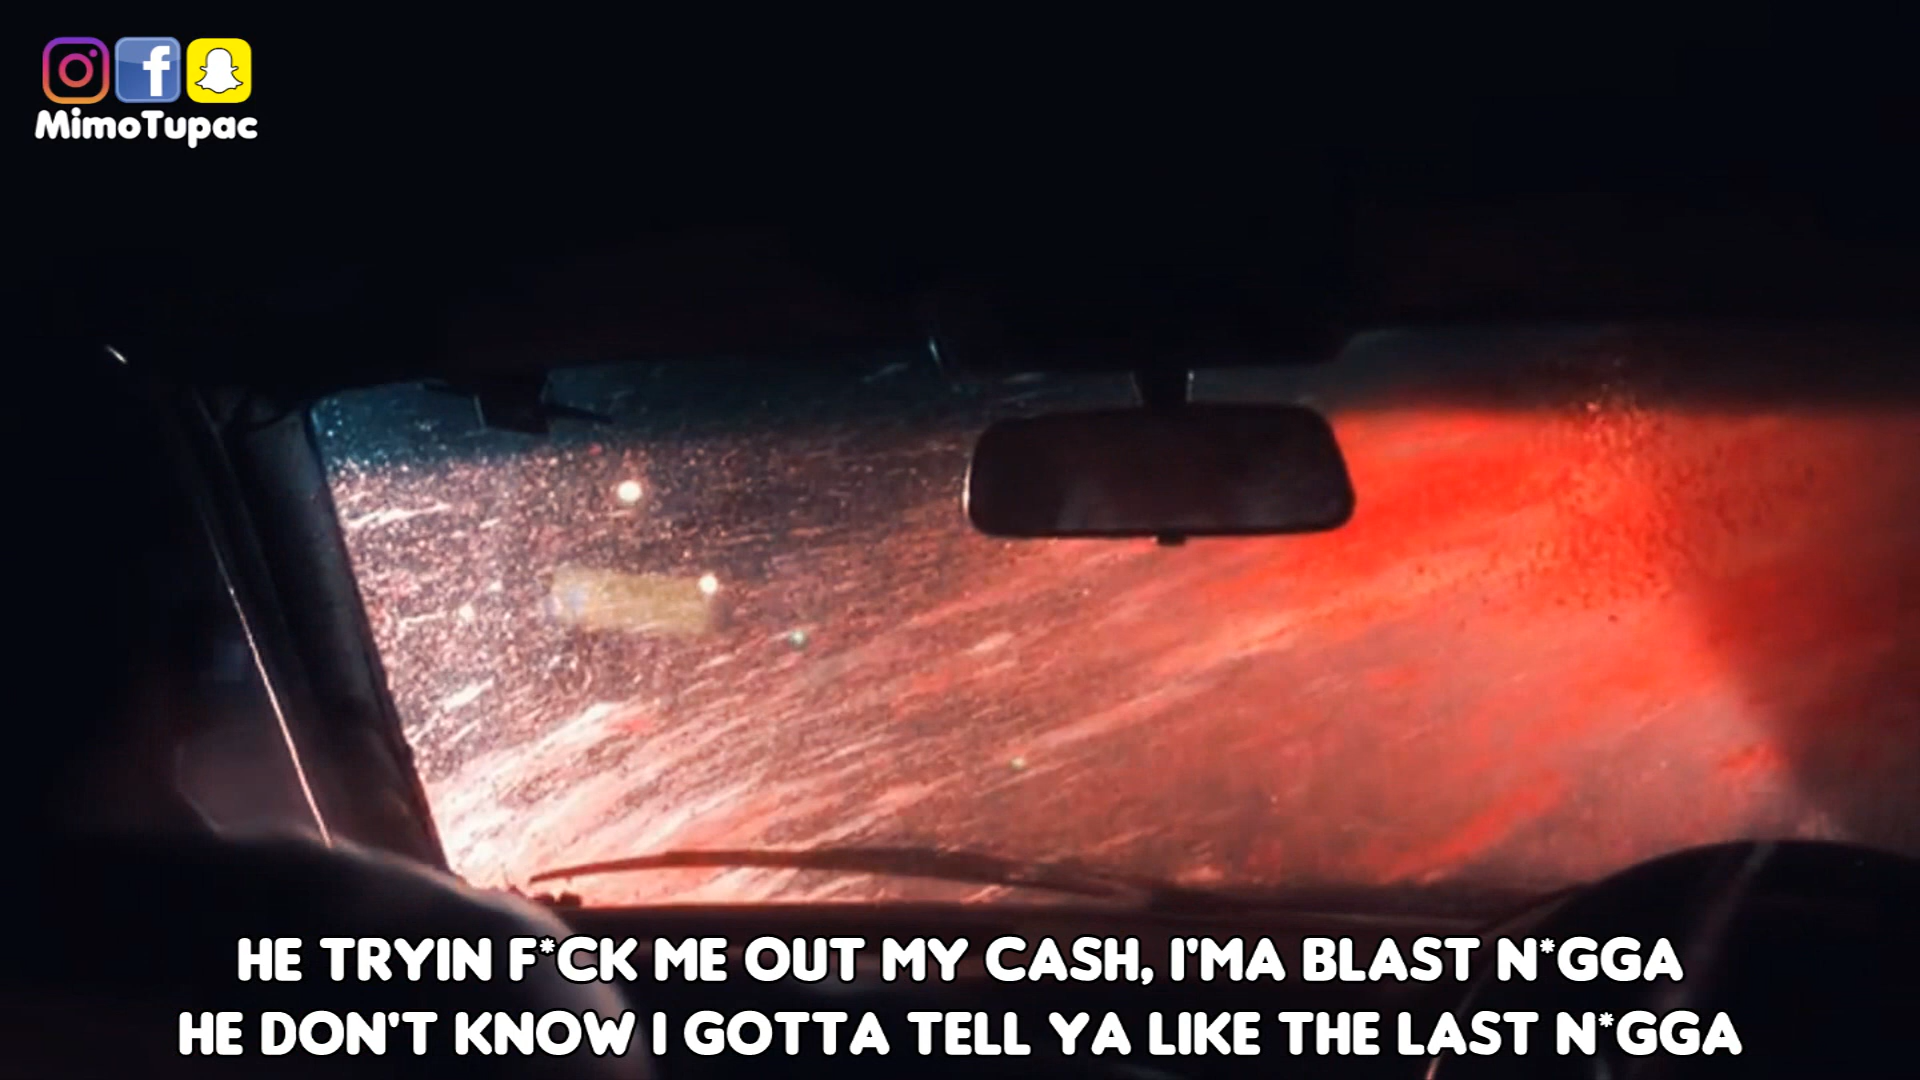 MimoTupac
HE TRYIN F*CK ME OUT MY CASH, I'MA BLAST N*GGA
HE DON'T KNOW I GOTTA TELL YA LIKE THE LAST N*GGA